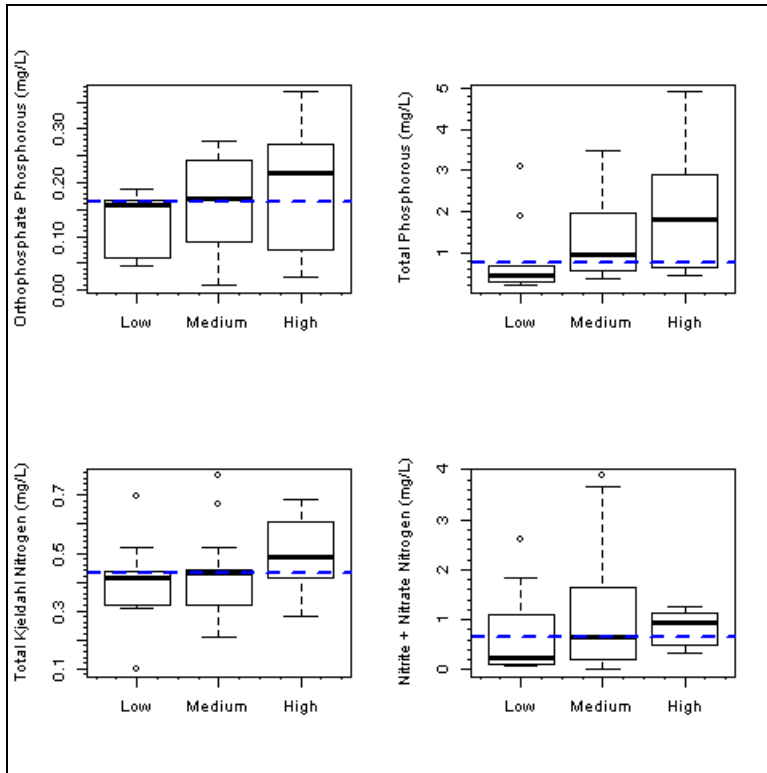 Orthophosphate Phosphorous (mg/L)
0.30
0.20
0.10
0.00
Low Medium High
Total Phosphorous (mg/L)
5
4
3
2
1
Low Medium High
Total Kjeldahl Nitrogen (mg/L)
0.7
0.5
0.3
0.1
Low Medium High
Nitrite + Nitrate Nitrogen (mg/L)
4
3
2
1
0
Low Medium High